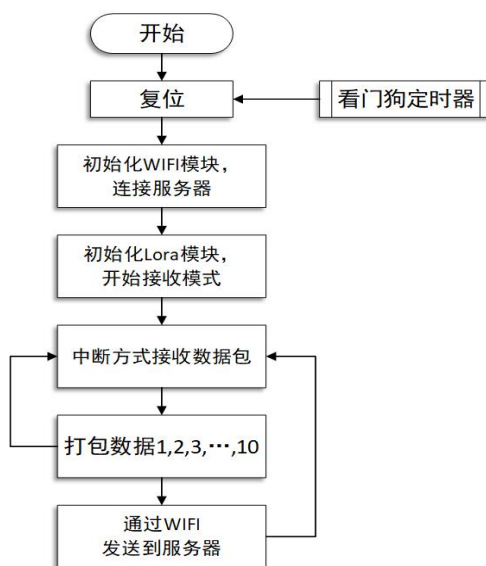 开始
复位
看门狗定时器
初始化WIFI模块，
连接服务器
初始化Lora模块，
开始接收模式
中断方式接收数据包
打包数据1,2,3,···,10
通过WIFI
发送到服务器